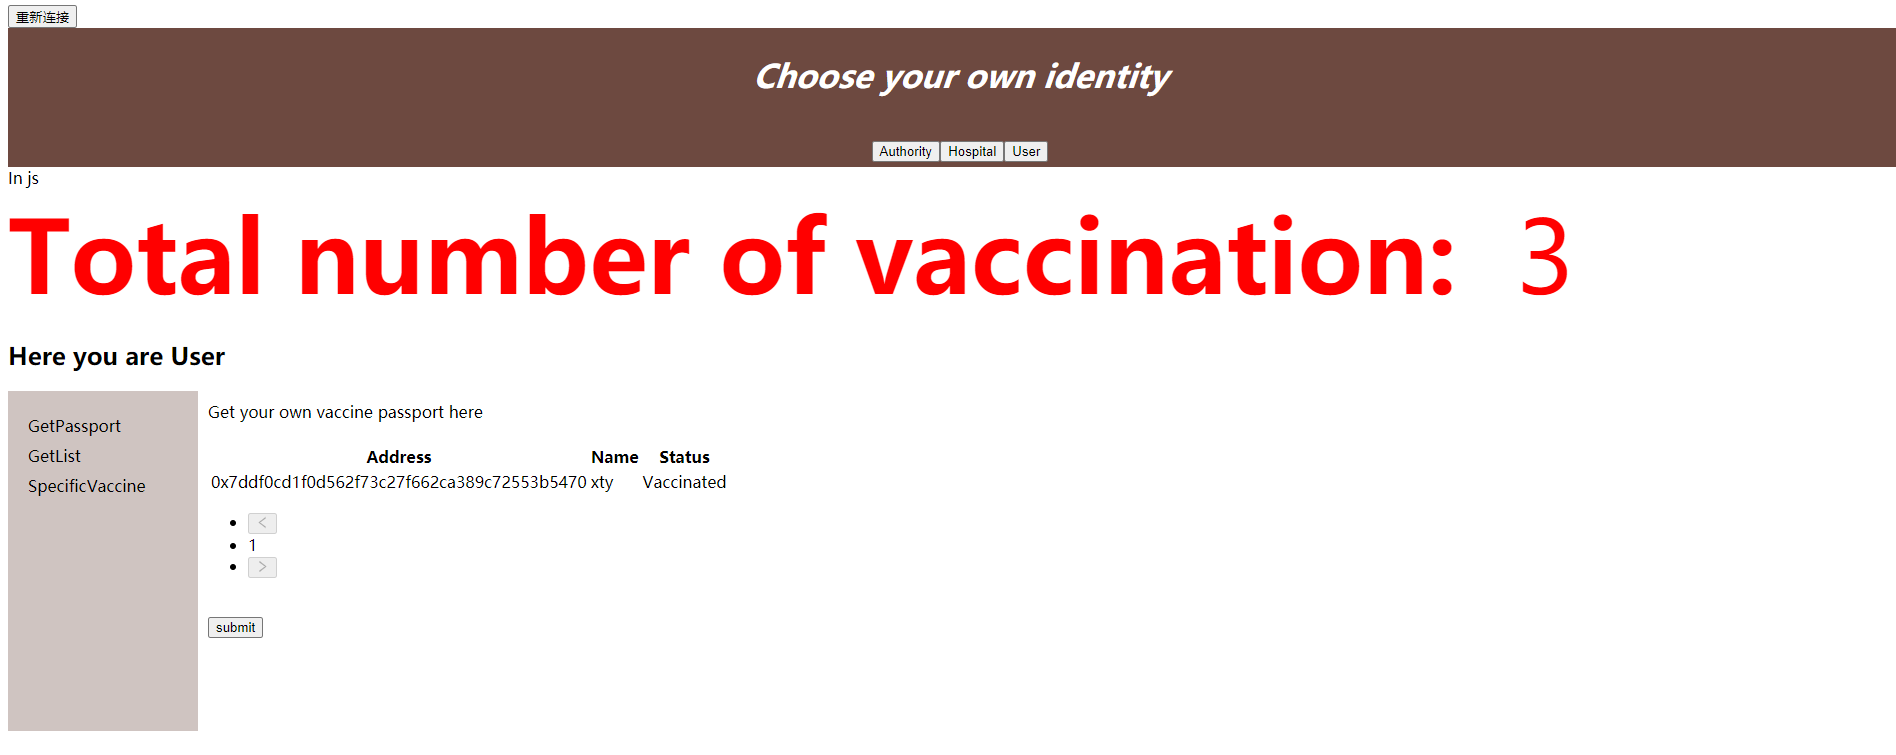 重新连接
Choose your own identity
Authority Hospital User
In js
Total number of vaccination: 3
Here you are User
GetPassport
GetList
SpecificVaccine
Get your own vaccine passport here
Address Name Status
0x7ddf0cd1f0d562f73c27f662ca389c72553b5470 xty Vaccinated
<
1
>
submit